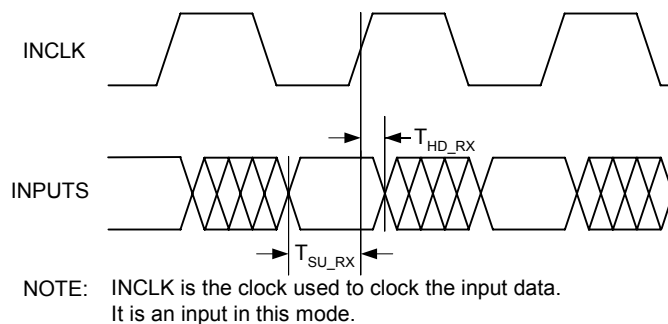 INCLK
T_HD_RX
INPUTS
T_SU_RX
NOTE: INCLK is the clock used to clock the input data.
It is an input in this mode.